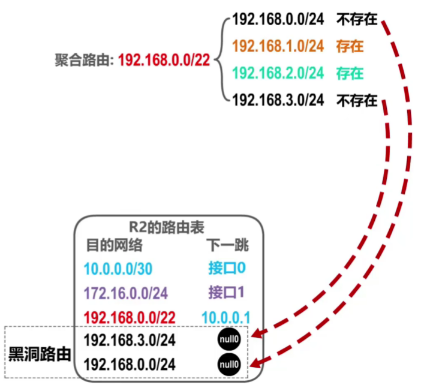 192.168.0.0/24 不存在
192.168.1.0/24 存在
聚合路由: 192.168.0.0/22
192.168.2.0/24 存在
192.168.3.0/24 不存在
R2的路由表
目的网络 下一跳
10.0.0.0/30 接口0
172.16.0.0/24 接口1
192.168.0.0/22 10.0.0.1
192.168.3.0/24 null0
黑洞路由
192.168.0.0/24 null0